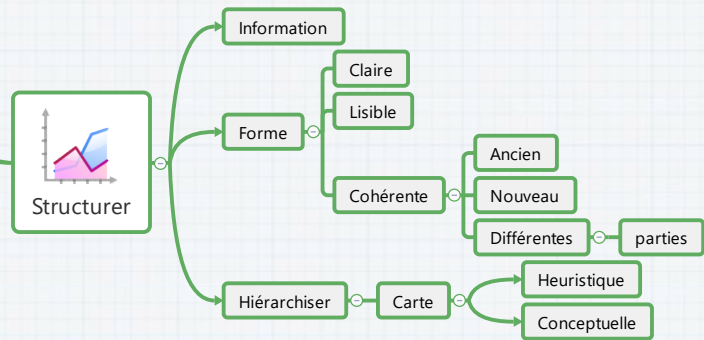 Structurer
Information
Forme
Claire
Lisible
Cohérente
Ancien
Nouveau
Différentes
parties
Hiérarchiser
Carte
Heuristique
Conceptuelle